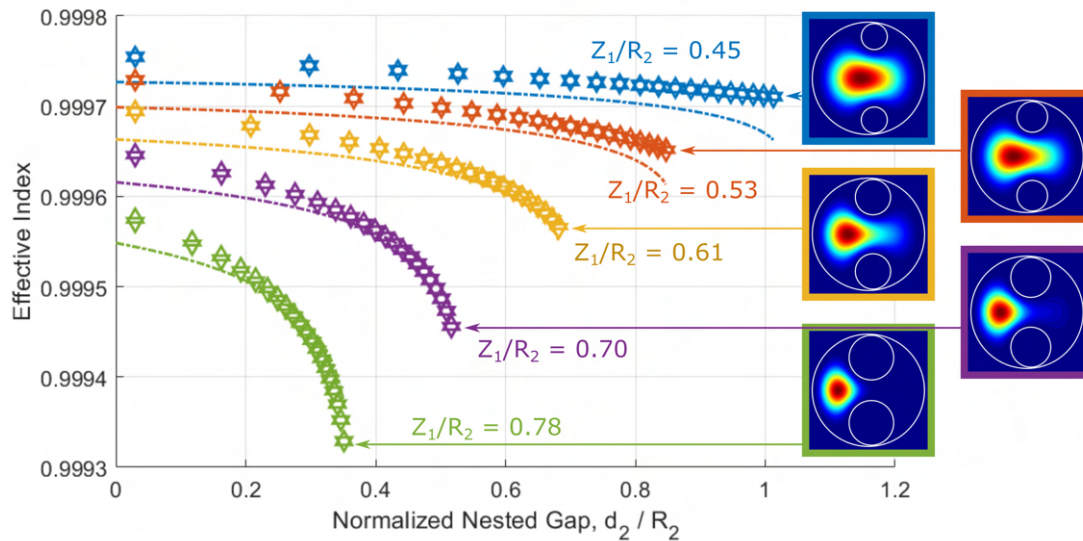 0.9998
0.9997
0.9996
0.9995
0.9994
0.9993
Effective Index
Z₁/R₂ = 0.45
Z₁/R₂ = 0.53
Z₁/R₂ = 0.61
Z₁/R₂ = 0.70
Z₁/R₂ = 0.78
0 0.2 0.4 0.6 0.8 1 1.2
Normalized Nested Gap, d₂ / R₂